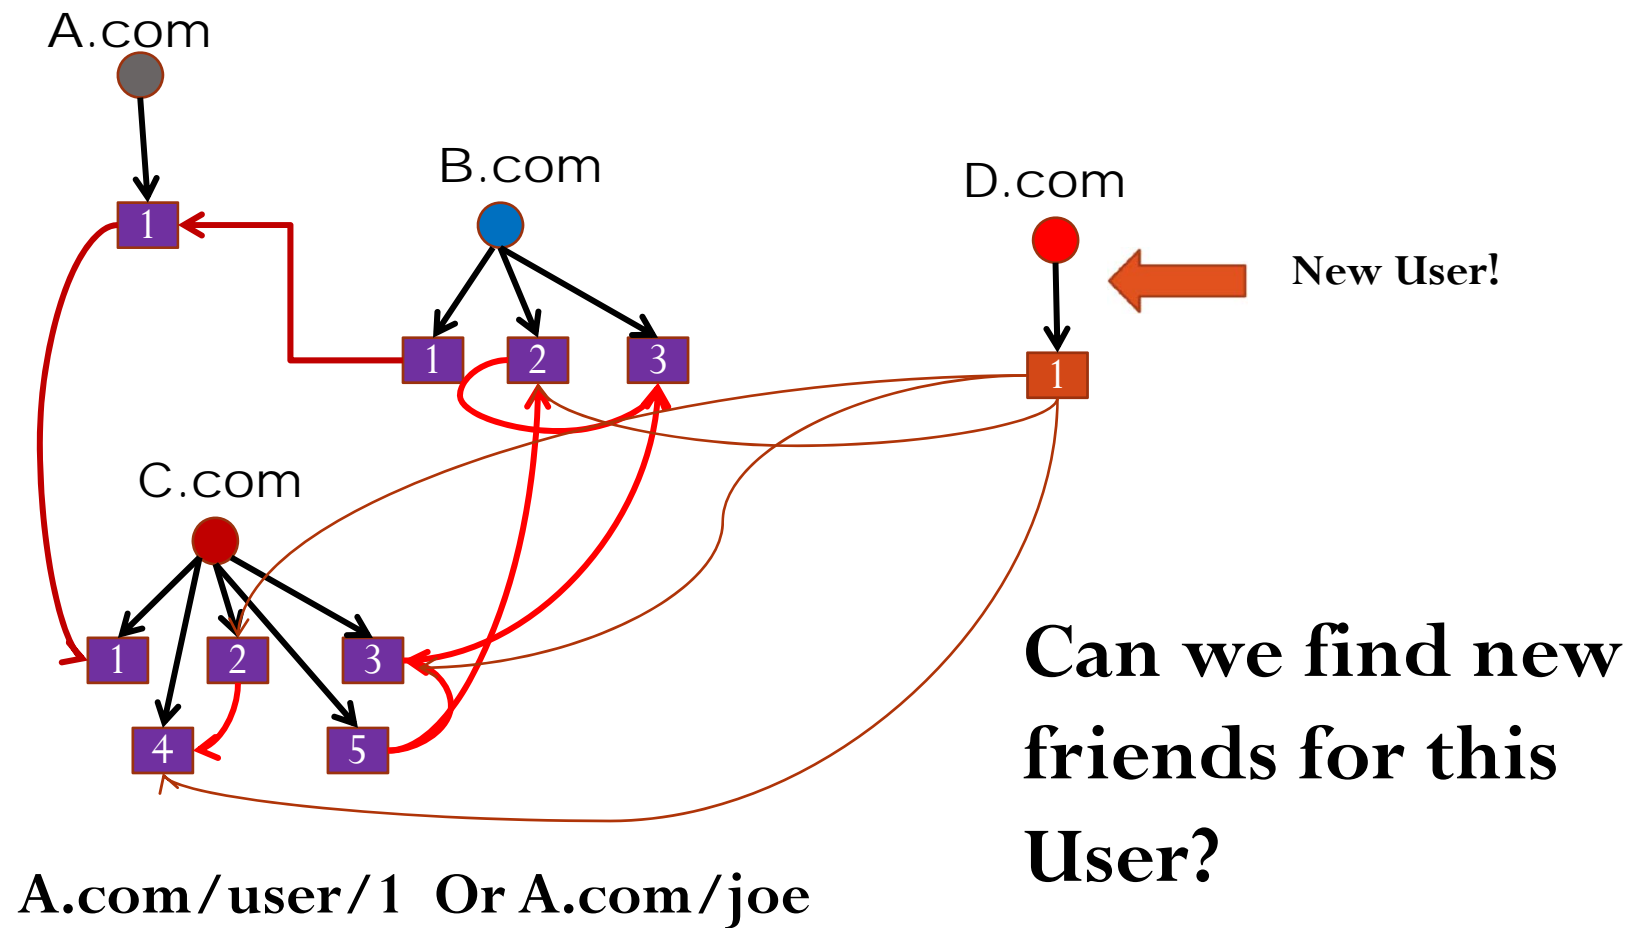 A.com
1
B.com
1
2
3
D.com
1
New User!
C.com
1
2
3
4
5
Can we find new
friends for this
User?
A.com/user/1 Or A.com/joe